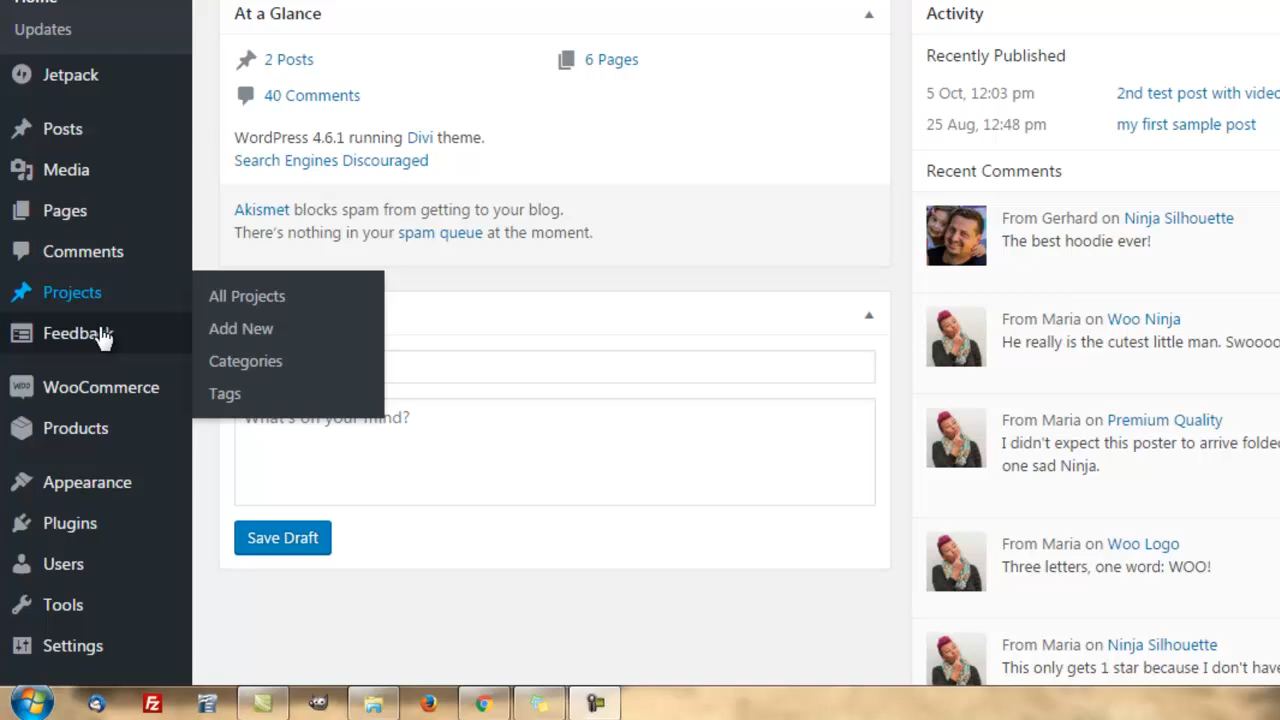 Home
Updates
Jetpack
Posts
Media
Pages
Comments
Projects
All Projects
Add New
Categories
Tags
WooCommerce
Products
Appearance
Plugins
Users
Tools
Settings
At a Glance
2 Posts
6 Pages
40 Comments
WordPress 4.6.1 running Divi theme.
Search Engines Discouraged
Akismet blocks spam from getting to your blog.
There's nothing in your spam queue at the moment.
What's on your mind?
Save Draft
Activity
Recently Published
5 Oct, 12:03 pm 2nd test post with video
25 Aug, 12:48 pm my first sample post
Recent Comments
From Gerhard on Ninja Silhouette
The best hoodie ever!
From Maria on Woo Ninja
He really is the cutest little man. Swoooo
From Maria on Premium Quality
I didn't expect this poster to arrive folde
one sad Ninja.
From Maria on Woo Logo
Three letters, one word: WOO!
From Maria on Ninja Silhouette
This only gets 1 star because I don't have